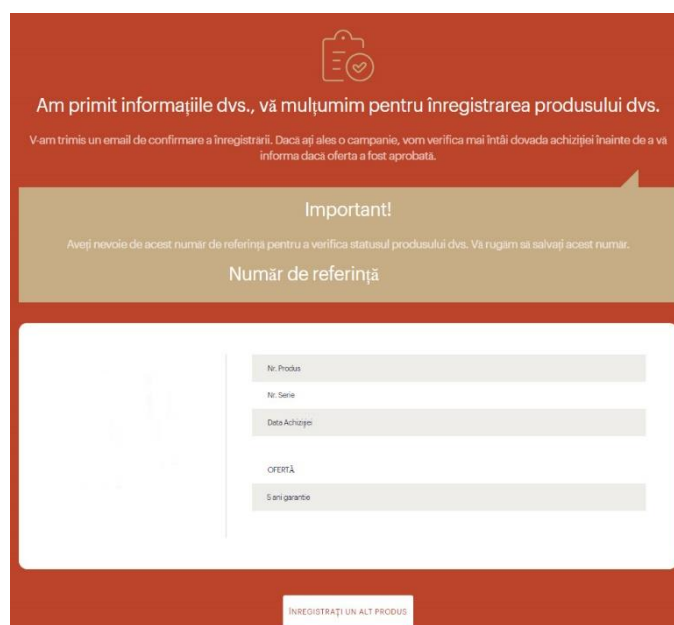 Am primit informațiile dvs., vă mulțumim pentru înregistrarea produsului dvs.
V-am trimis un email de confirmare a înregistrării. Dacă ați ales o campanie, vom verifica mai întâi dovada achiziției înainte de a vă
informa dacă oferta a fost aprobată.
Important!
Aveți nevoie de acest număr de referință pentru a verifica statusul produsului dvs. Vă rugăm să salvați acest număr.
Număr de referință
Nr. Produs
Nr. Serie
Data Achiziției
OFERTĂ
5 ani garantie
ÎNREGISTRAȚI UN ALT PRODUS